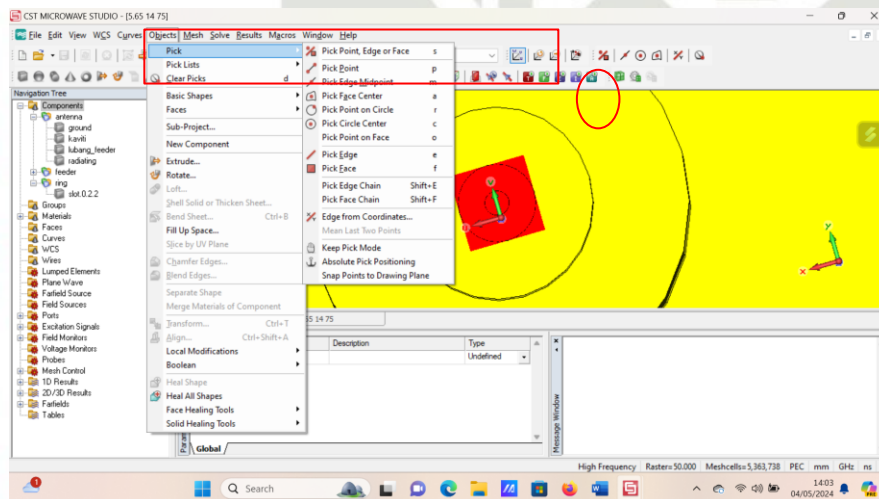 CST MICROWAVE STUDIO - [5.65 14 75]
File Edit View WCS Curves Objects Mesh Solve Results Macros Window Help
Navigation Tree
Components
antenna
ground
kaviti
lubang_feeder
radiating
feeder
ring
slot.0.2.2
Groups
Materials
Faces
Curves
WCS
Wires
Lumped Elements
Plane Wave
Farfield Source
Field Sources
Ports
Excitation Signals
Field Monitors
Voltage Monitors
Probes
Mesh Control
1D Results
2D/3D Results
Farfields
Tables
Pick
Pick Lists
Clear Picks d
Basic Shapes
Faces
Sub-Project...
New Component
Extrude...
Rotate...
Loft...
Shell Solid or Thicken Sheet...
Bend Sheet... Ctrl+B
Fill Up Space...
Slice by UV Plane
Chamfer Edges...
Blend Edges...
Separate Shape
Merge Materials of Component
Transform... Ctrl+T
Align... Ctrl+Shift+A
Local Modifications
Boolean
Heal Shape
Heal All Shapes
Face Healing Tools
Solid Healing Tools
Pick Point, Edge or Face s
Pick Point p
Pick Edge Midpoint m
Pick Face Center a
Pick Point on Circle r
Pick Circle Center c
Pick Point on Face o
Pick Edge e
Pick Face f
Pick Edge Chain Shift+E
Pick Face Chain Shift+F
Edge from Coordinates...
Mean Last Two Points
Keep Pick Mode
Absolute Pick Positioning
Snap Points to Drawing Plane
y
x
65 14 75
Description Type
Undefined
Global
Message Window
High Frequency Raster=50.000 Meshcells=5,363,738 PEC mm GHz ns
Search
14:03
04/05/2024